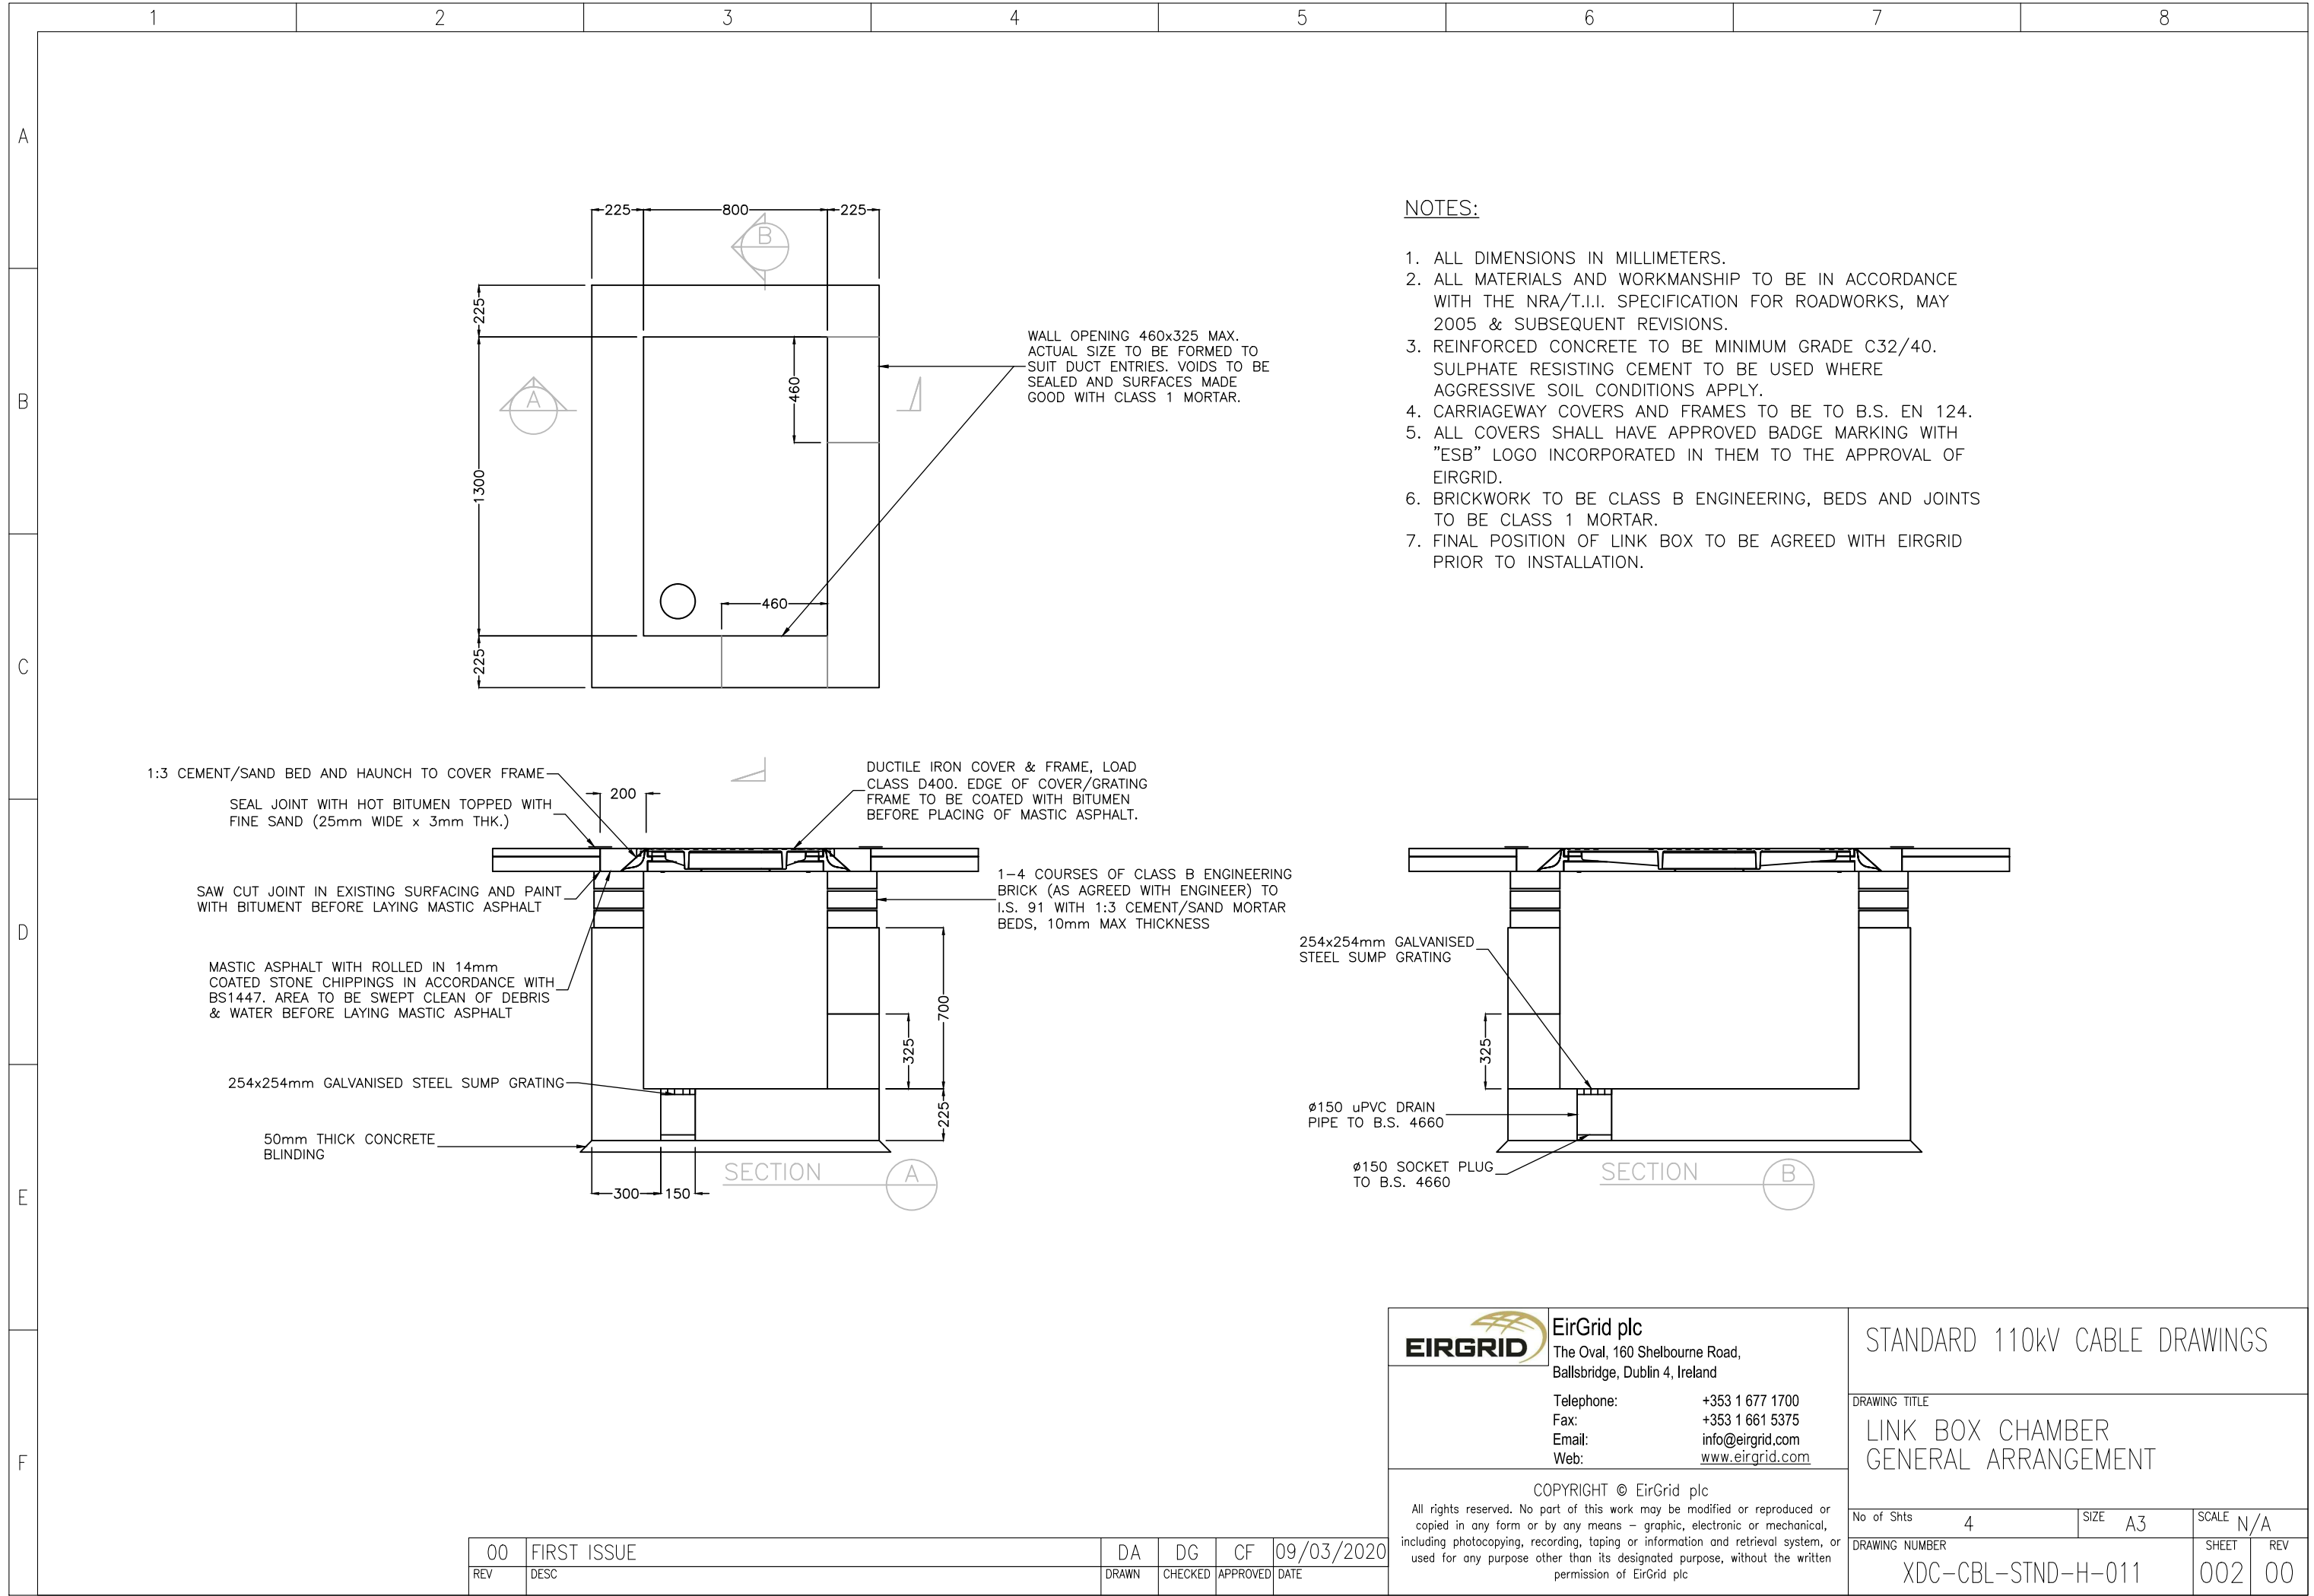 1 2 3 4 5 6 7 8
A
B
C
D
E
F
225 800 225
B
225
1300
225
A
460
460
WALL OPENING 460x325 MAX.
ACTUAL SIZE TO BE FORMED TO
SUIT DUCT ENTRIES. VOIDS TO BE
SEALED AND SURFACES MADE
GOOD WITH CLASS 1 MORTAR.
NOTES:
1. ALL DIMENSIONS IN MILLIMETERS.
2. ALL MATERIALS AND WORKMANSHIP TO BE IN ACCORDANCE
WITH THE NRA/T.I.I. SPECIFICATION FOR ROADWORKS, MAY
2005 & SUBSEQUENT REVISIONS.
3. REINFORCED CONCRETE TO BE MINIMUM GRADE C32/40.
SULPHATE RESISTING CEMENT TO BE USED WHERE
AGGRESSIVE SOIL CONDITIONS APPLY.
4. CARRIAGEWAY COVERS AND FRAMES TO BE TO B.S. EN 124.
5. ALL COVERS SHALL HAVE APPROVED BADGE MARKING WITH
"ESB" LOGO INCORPORATED IN THEM TO THE APPROVAL OF
EIRGRID.
6. BRICKWORK TO BE CLASS B ENGINEERING, BEDS AND JOINTS
TO BE CLASS 1 MORTAR.
7. FINAL POSITION OF LINK BOX TO BE AGREED WITH EIRGRID
PRIOR TO INSTALLATION.
1:3 CEMENT/SAND BED AND HAUNCH TO COVER FRAME
SEAL JOINT WITH HOT BITUMEN TOPPED WITH
FINE SAND (25mm WIDE x 3mm THK.)
200
DUCTILE IRON COVER & FRAME, LOAD
CLASS D400. EDGE OF COVER/GRATING
FRAME TO BE COATED WITH BITUMEN
BEFORE PLACING OF MASTIC ASPHALT.
SAW CUT JOINT IN EXISTING SURFACING AND PAINT
WITH BITUMENT BEFORE LAYING MASTIC ASPHALT
1-4 COURSES OF CLASS B ENGINEERING
BRICK (AS AGREED WITH ENGINEER) TO
I.S. 91 WITH 1:3 CEMENT/SAND MORTAR
BEDS, 10mm MAX THICKNESS
MASTIC ASPHALT WITH ROLLED IN 14mm
COATED STONE CHIPPINGS IN ACCORDANCE WITH
BS1447. AREA TO BE SWEPT CLEAN OF DEBRIS
& WATER BEFORE LAYING MASTIC ASPHALT
700
325
225
254x254mm GALVANISED STEEL SUMP GRATING
50mm THICK CONCRETE
BLINDING
300 150
SECTION A
254x254mm GALVANISED
STEEL SUMP GRATING
325
ø150 uPVC DRAIN
PIPE TO B.S. 4660
ø150 SOCKET PLUG
TO B.S. 4660
SECTION B
EIRGRID
EirGrid plc
The Oval, 160 Shelbourne Road,
Ballsbridge, Dublin 4, Ireland
Telephone: +353 1 677 1700
Fax: +353 1 661 5375
Email: info@eirgrid.com
Web: www.eirgrid.com
COPYRIGHT © EirGrid plc
All rights reserved. No part of this work may be modified or reproduced or
copied in any form or by any means - graphic, electronic or mechanical,
including photocopying, recording, taping or information and retrieval system, or
used for any purpose other than its designated purpose, without the written
permission of EirGrid plc
STANDARD 110kV CABLE DRAWINGS
DRAWING TITLE
LINK BOX CHAMBER
GENERAL ARRANGEMENT
No of Shts 4 SIZE A3 SCALE N/A
DRAWING NUMBER SHEET REV
XDC-CBL-STND-H-011 002 00
00 FIRST ISSUE DA DG CF 09/03/2020
REV DESC DRAWN CHECKED APPROVED DATE